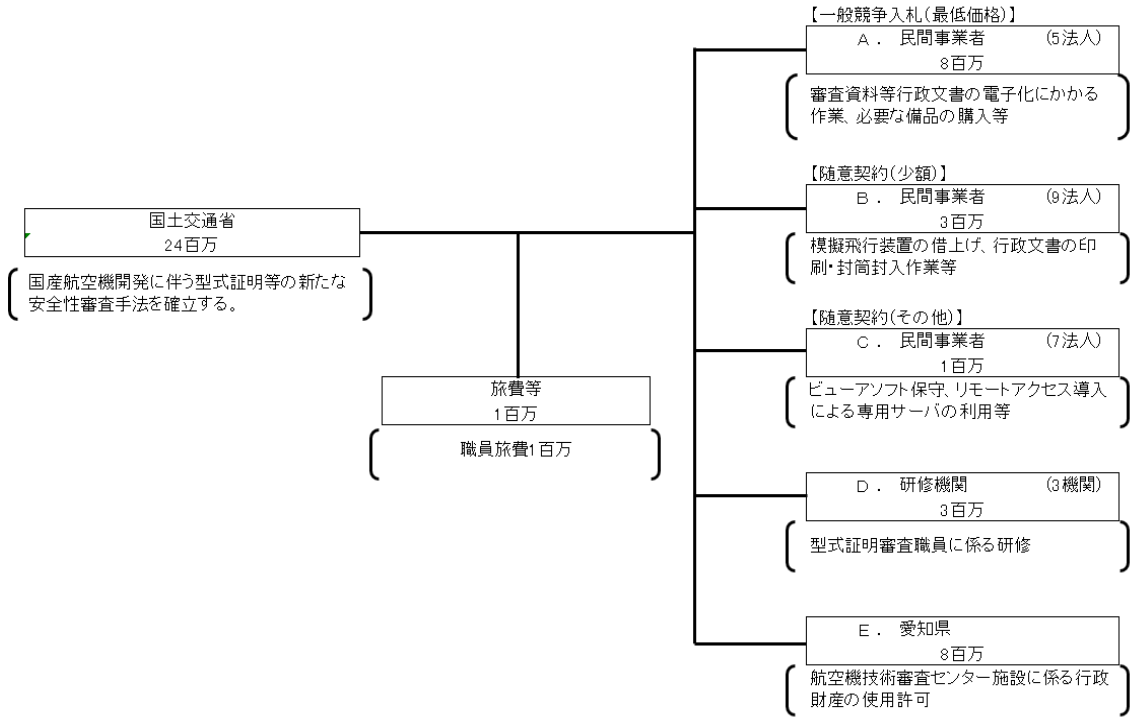 国土交通省
24百万
国産航空機開発に伴う型式証明等の新たな
安全性審査手法を確立する。
旅費等
1百万
職員旅費1百万
【一般競争入札(最低価格)】
A． 民間事業者 (5法人)
8百万
審査資料等行政文書の電子化にかかる
作業、必要な備品の購入等
【随意契約(少額)】
B． 民間事業者 (9法人)
3百万
模擬飛行装置の借上げ、行政文書の印
刷・封筒封入作業等
【随意契約(その他)】
C． 民間事業者 (7法人)
1百万
ビューアソフト保守、リモートアクセス導入
による専用サーバの利用等
D． 研修機関 (3機関)
3百万
型式証明審査職員に係る研修
E． 愛知県
8百万
航空機技術審査センター施設に係る行政
財産の使用許可